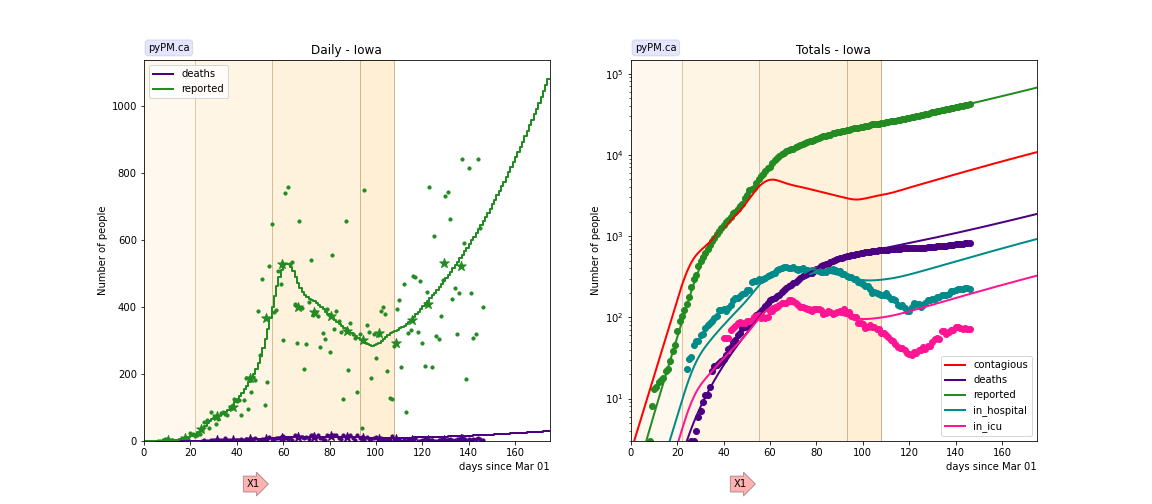 pyPM.ca
Daily - Iowa
deaths
reported
1000
800
600
400
200
0
Number of people
0 20 40 60 80 100 120 140 160
days since Mar 01
X1
pyPM.ca
Totals - Iowa
10^5
10^4
10^3
10^2
10^1
Number of people
contagious
deaths
reported
in_hospital
in_icu
0 20 40 60 80 100 120 140 160
days since Mar 01
X1